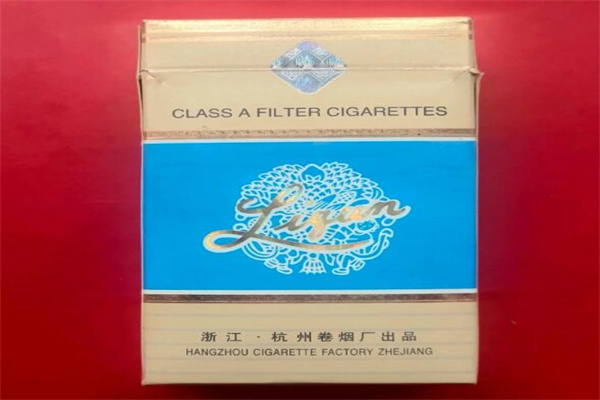 CLASS A FILTER CIGARETTES
Liqun
浙江·杭州卷烟厂出品
HANGZHOU CIGARETTE FACTORY ZHEJIANG